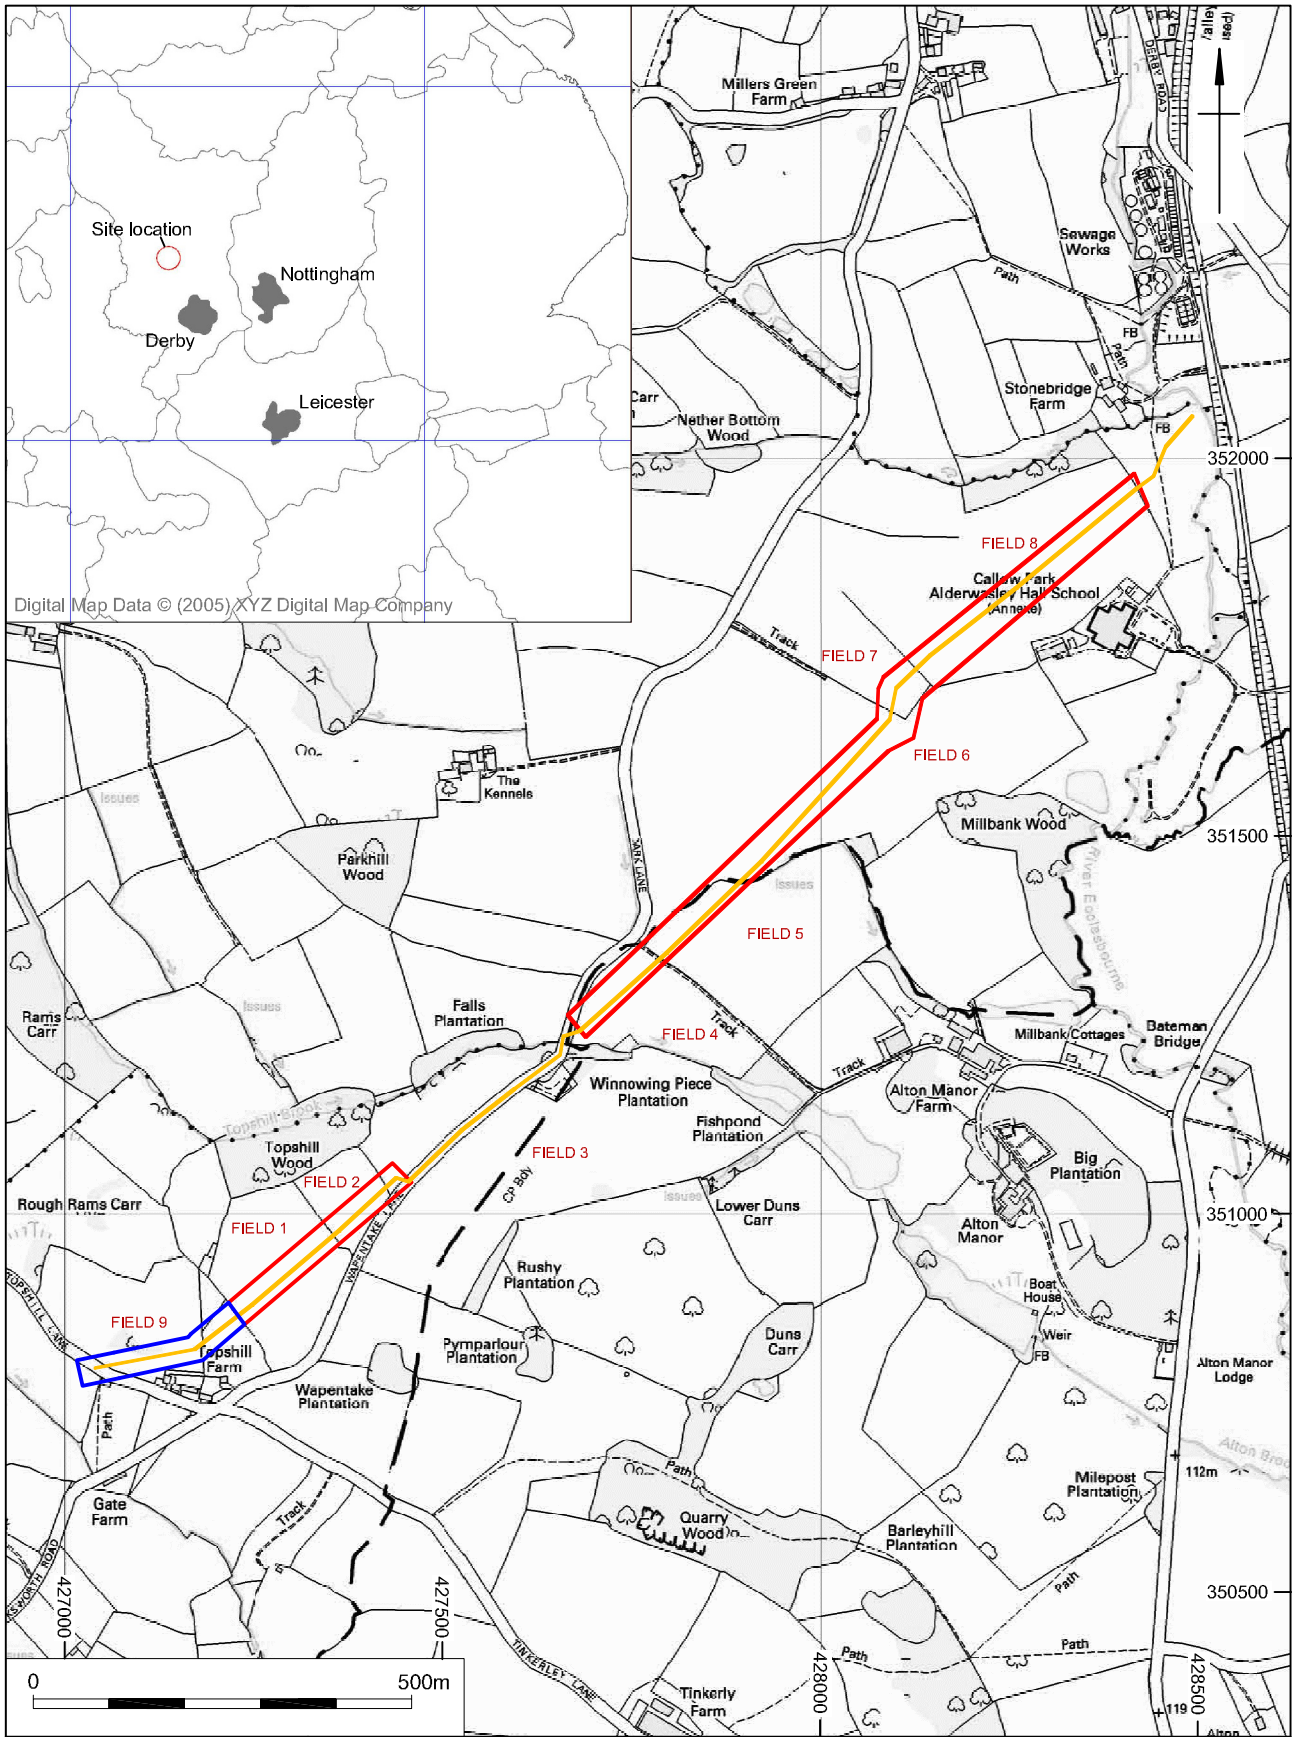 Site location
Nottingham
Derby
Leicester
Digital Map Data © (2005) XYZ Digital Map Company
Millers Green
Farm
DERBY ROAD
Sewage
Works
Path
FB
Path
Stonebridge
Farm
FB
Carr
Nether Bottom
Wood
352000
FIELD 8
Callow Park
Alderwasley Hall School
(Annexe)
Track
FIELD 7
FIELD 6
The
Kennels
Issues
Parkhill
Wood
PARK LANE
Millbank Wood
351500
Issues
River Ecclesbourne
FIELD 5
Rams
Carr
Issues
Falls
Plantation
Track
FIELD 4
Millbank Cottages
Bateman
Bridge
Track
Winnowing Piece
Plantation
Alton Manor
Farm
Topshill Brook
Fishpond
Plantation
Topshill
Wood
FIELD 3
FIELD 2
CP Bdy
Big
Plantation
Rough Rams Carr
Issues
Lower Duns
Carr
FIELD 1
WAPENTAKE LANE
Alton
Manor
351000
Rushy
Plantation
TOPSHILL LANE
Boat
House
FIELD 9
Weir
FB
Pymparlour
Plantation
Duns
Carr
Topshill
Farm
Alton Manor
Lodge
Wapentake
Plantation
Path
Path
112m
Milepost
Plantation
Gate
Farm
Track
Quarry
Wood
Barleyhill
Plantation
KSWORTH ROAD
Path
350500
427000
427500
428000
428500
TINKERLEY LANE
Path
Path
0
500m
Tinkerly
Farm
119